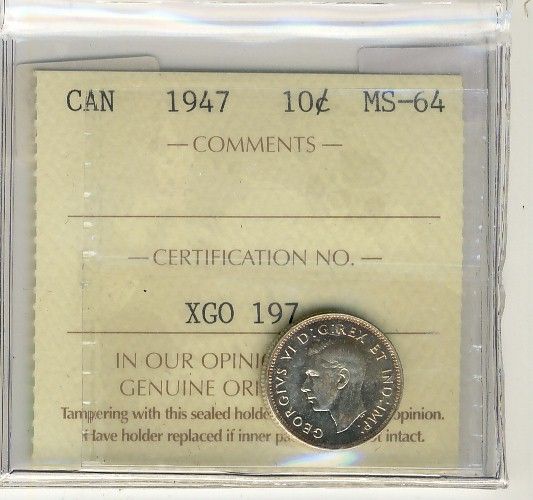 CAN 1947 10¢ MS-64
— COMMENTS —
— CERTIFICATION NO. —
XGO 197
IN OUR
GENUINE
Tampering with this sealed opinion.
Have holder replaced if inner intact.
GEORGIVS VI D:G:REX ET IND:IMP: